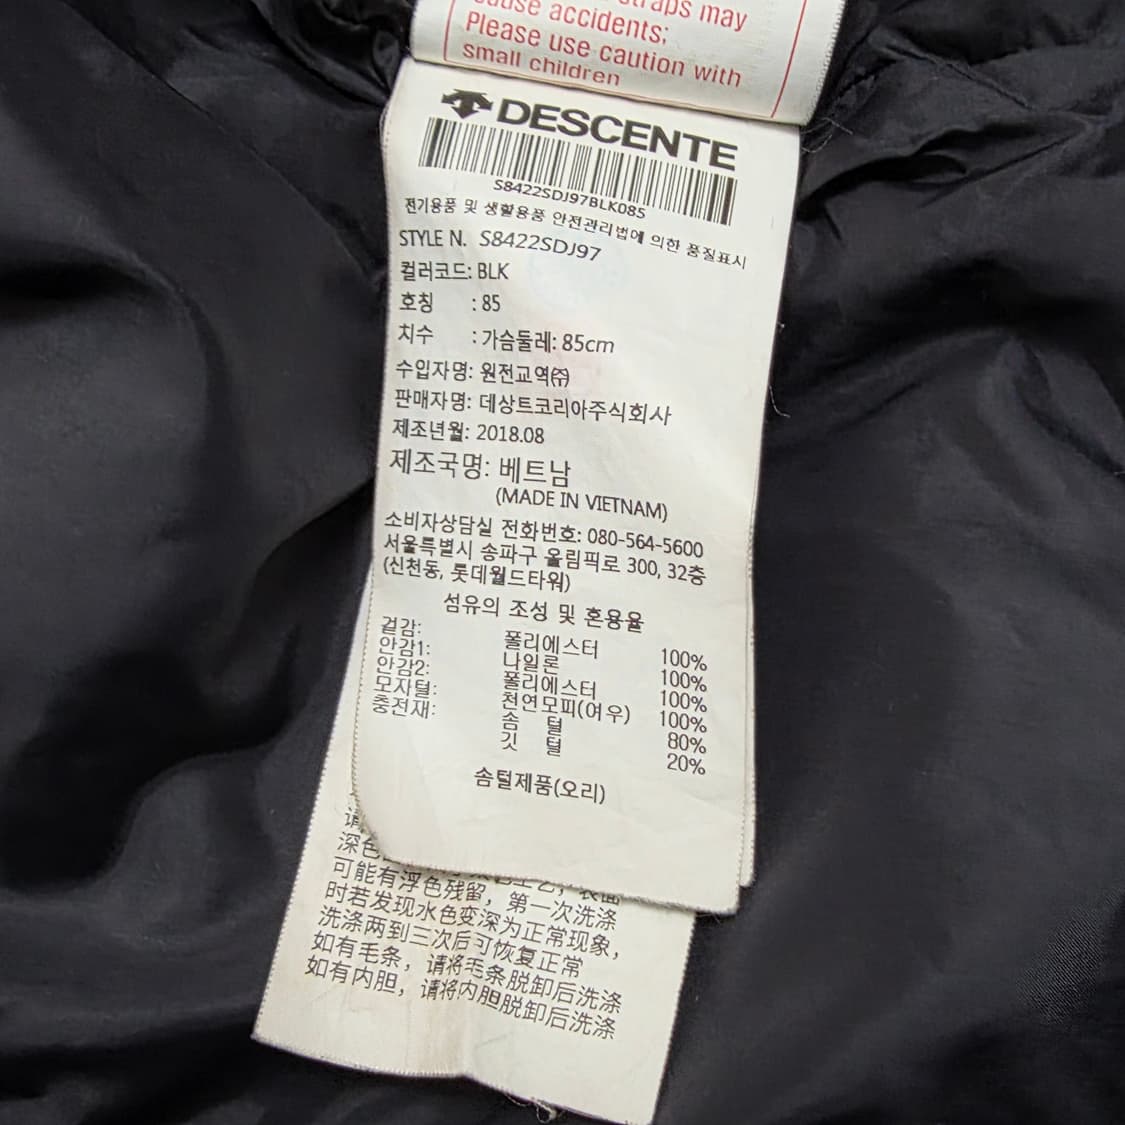 straps may
cause accidents;
Please use caution with
small children
DESCENTE
S8422SDJ97BLK085
전기용품 및 생활용품 안전관리법에 의한 품질표시
STYLE N. S8422SDJ97
컬러코드: BLK
호칭 : 85
치수 : 가슴둘레: 85cm
수입자명: 원전교역㈜
판매자명: 데상트코리아주식회사
제조년월: 2018.08
제조국명: 베트남
(MADE IN VIETNAM)
소비자상담실 전화번호: 080-564-5600
서울특별시 송파구 올림픽로 300, 32층
(신천동, 롯데월드타워)
섬유의 조성 및 혼용율
겉감: 폴리에스터 100%
안감1: 나일론 100%
안감2: 폴리에스터 100%
모자털: 천연모피(여우) 100%
충전재: 솜 털 80%
깃 털 20%
솜털제품(오리)
请
深色
可能有浮色残留，第一次洗涤
时若发现水色变深为正常现象，
洗涤两到三次后可恢复正常
如有毛条，请将毛条脱卸后洗涤
如有内胆，请将内胆脱卸后洗涤